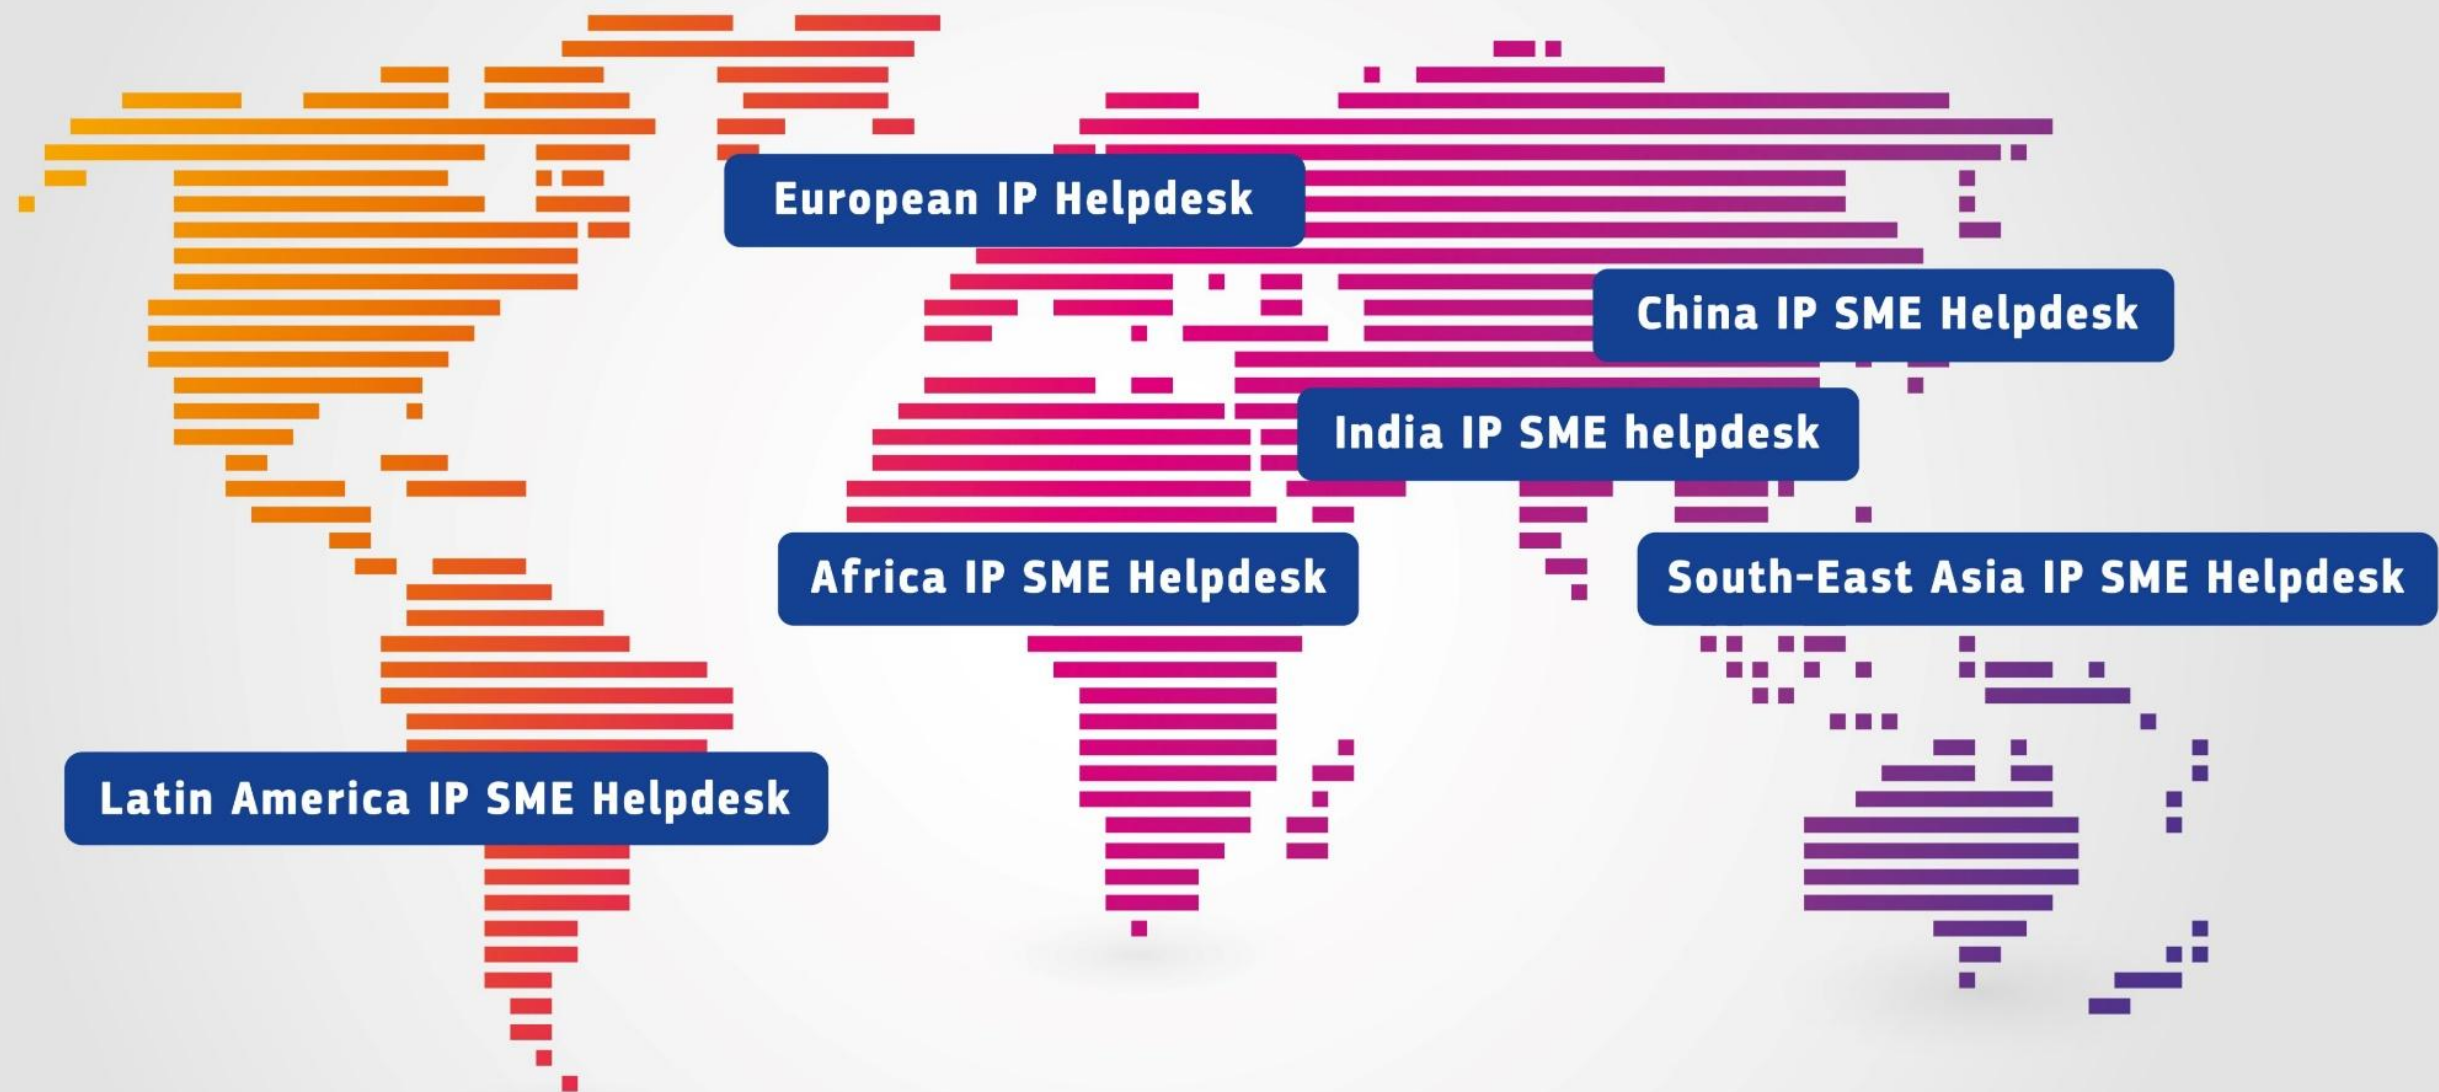 European IP Helpdesk
China IP SME Helpdesk
India IP SME helpdesk
Africa IP SME Helpdesk
South-East Asia IP SME Helpdesk
Latin America IP SME Helpdesk